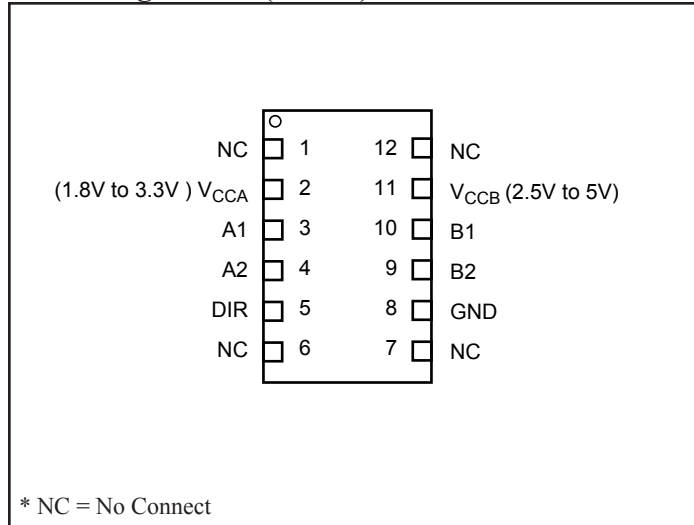 NC 1 12 NC
(1.8V to 3.3V ) VCCA 2 11 VCCB (2.5V to 5V)
A1 3 10 B1
A2 4 9 B2
DIR 5 8 GND
NC 6 7 NC
* NC = No Connect